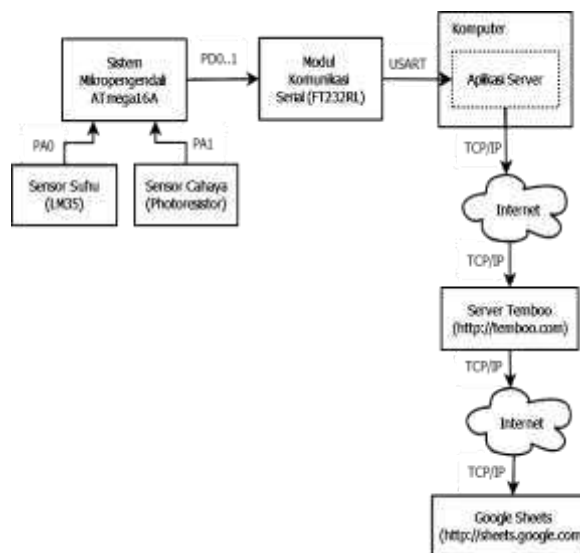 Komputer
Sistem
Mikropengendali
ATmega16A
PD0..1
Modul
Komunikasi
Serial (FT232RL)
USART
Aplikasi Server
PA0
PA1
TCP/IP
Sensor Suhu
(LM35)
Sensor Cahaya
(Photoresistor)
Internet
TCP/IP
Server Temboo
(http://temboo.com)
TCP/IP
Internet
TCP/IP
Google Sheets
(http://sheets.google.com